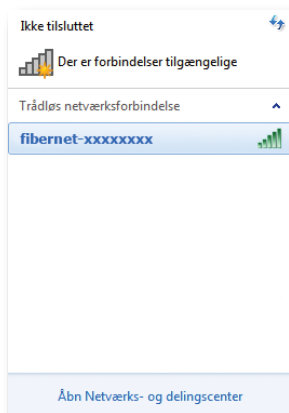 Ikke tilsluttet
Der er forbindelser tilgængelige
Trådløs netværksforbindelse
fibernet-xxxxxxxx
Åbn Netværks- og delingscenter